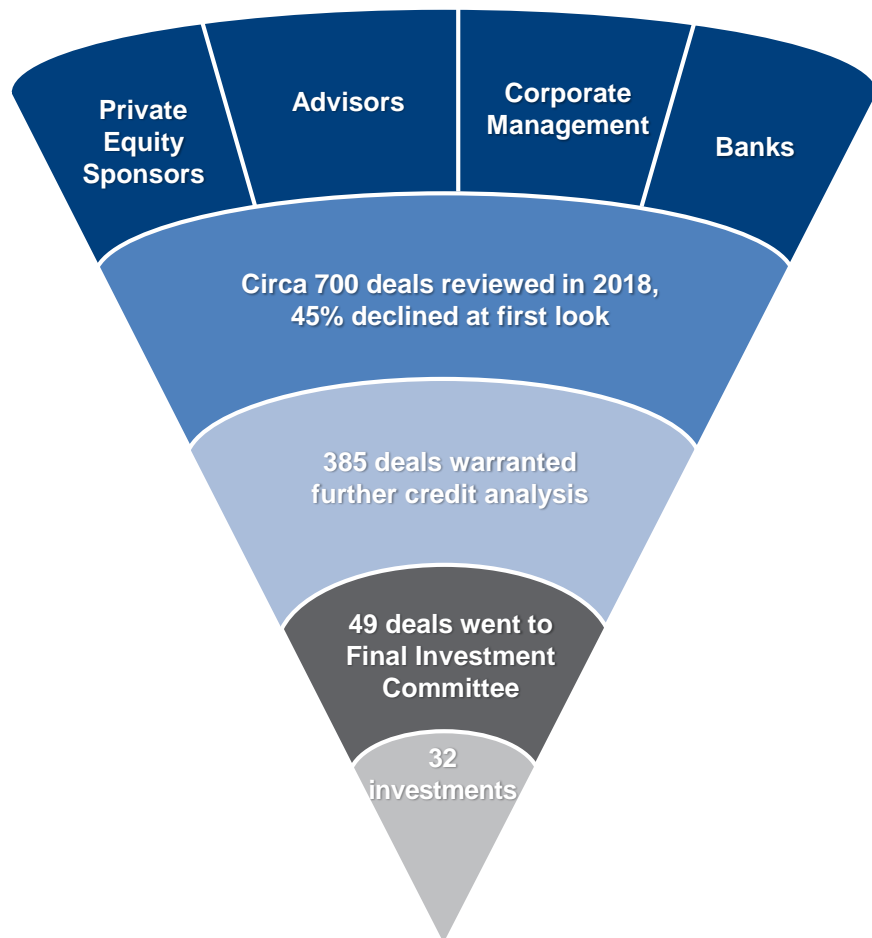 Private
Equity
Sponsors
Advisors
Corporate
Management
Banks
Circa 700 deals reviewed in 2018,
45% declined at first look
385 deals warranted
further credit analysis
49 deals went to
Final Investment
Committee
32
investments